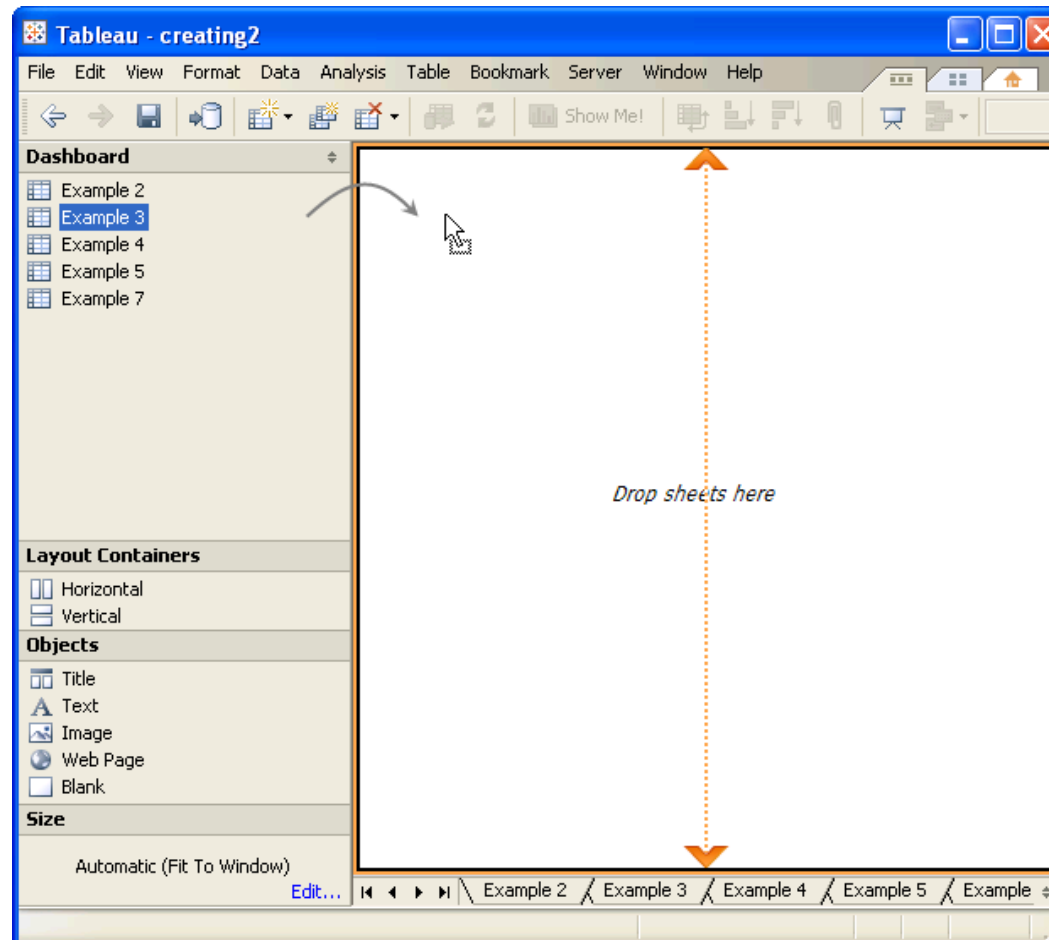 Tableau - creating2
File Edit View Format Data Analysis Table Bookmark Server Window Help
Show Me!
Dashboard
Example 2
Example 3
Example 4
Example 5
Example 7
Drop sheets here
Layout Containers
Horizontal
Vertical
Objects
Title
Text
Image
Web Page
Blank
Size
Automatic (Fit To Window)
Edit...
Example 2 Example 3 Example 4 Example 5 Example